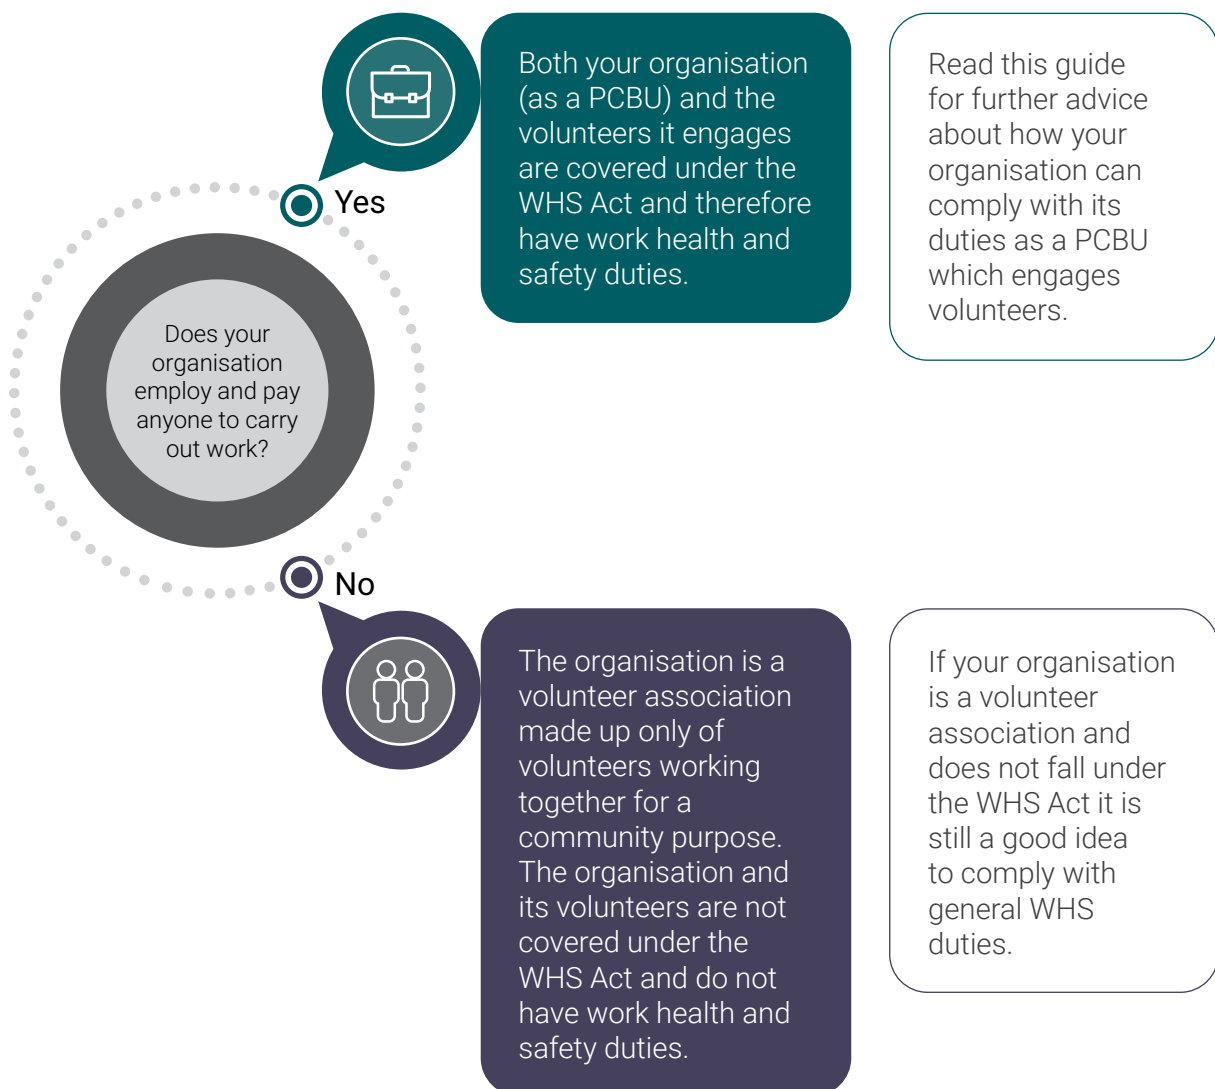 Does your
organisation
employ and pay
anyone to carry
out work?
Yes
Both your organisation
(as a PCBU) and the
volunteers it engages
are covered under the
WHS Act and therefore
have work health and
safety duties.
Read this guide
for further advice
about how your
organisation can
comply with its
duties as a PCBU
which engages
volunteers.
No
The organisation is a
volunteer association
made up only of
volunteers working
together for a
community purpose.
The organisation and
its volunteers are not
covered under the
WHS Act and do not
have work health and
safety duties.
If your organisation
is a volunteer
association and
does not fall under
the WHS Act it is
still a good idea
to comply with
general WHS
duties.